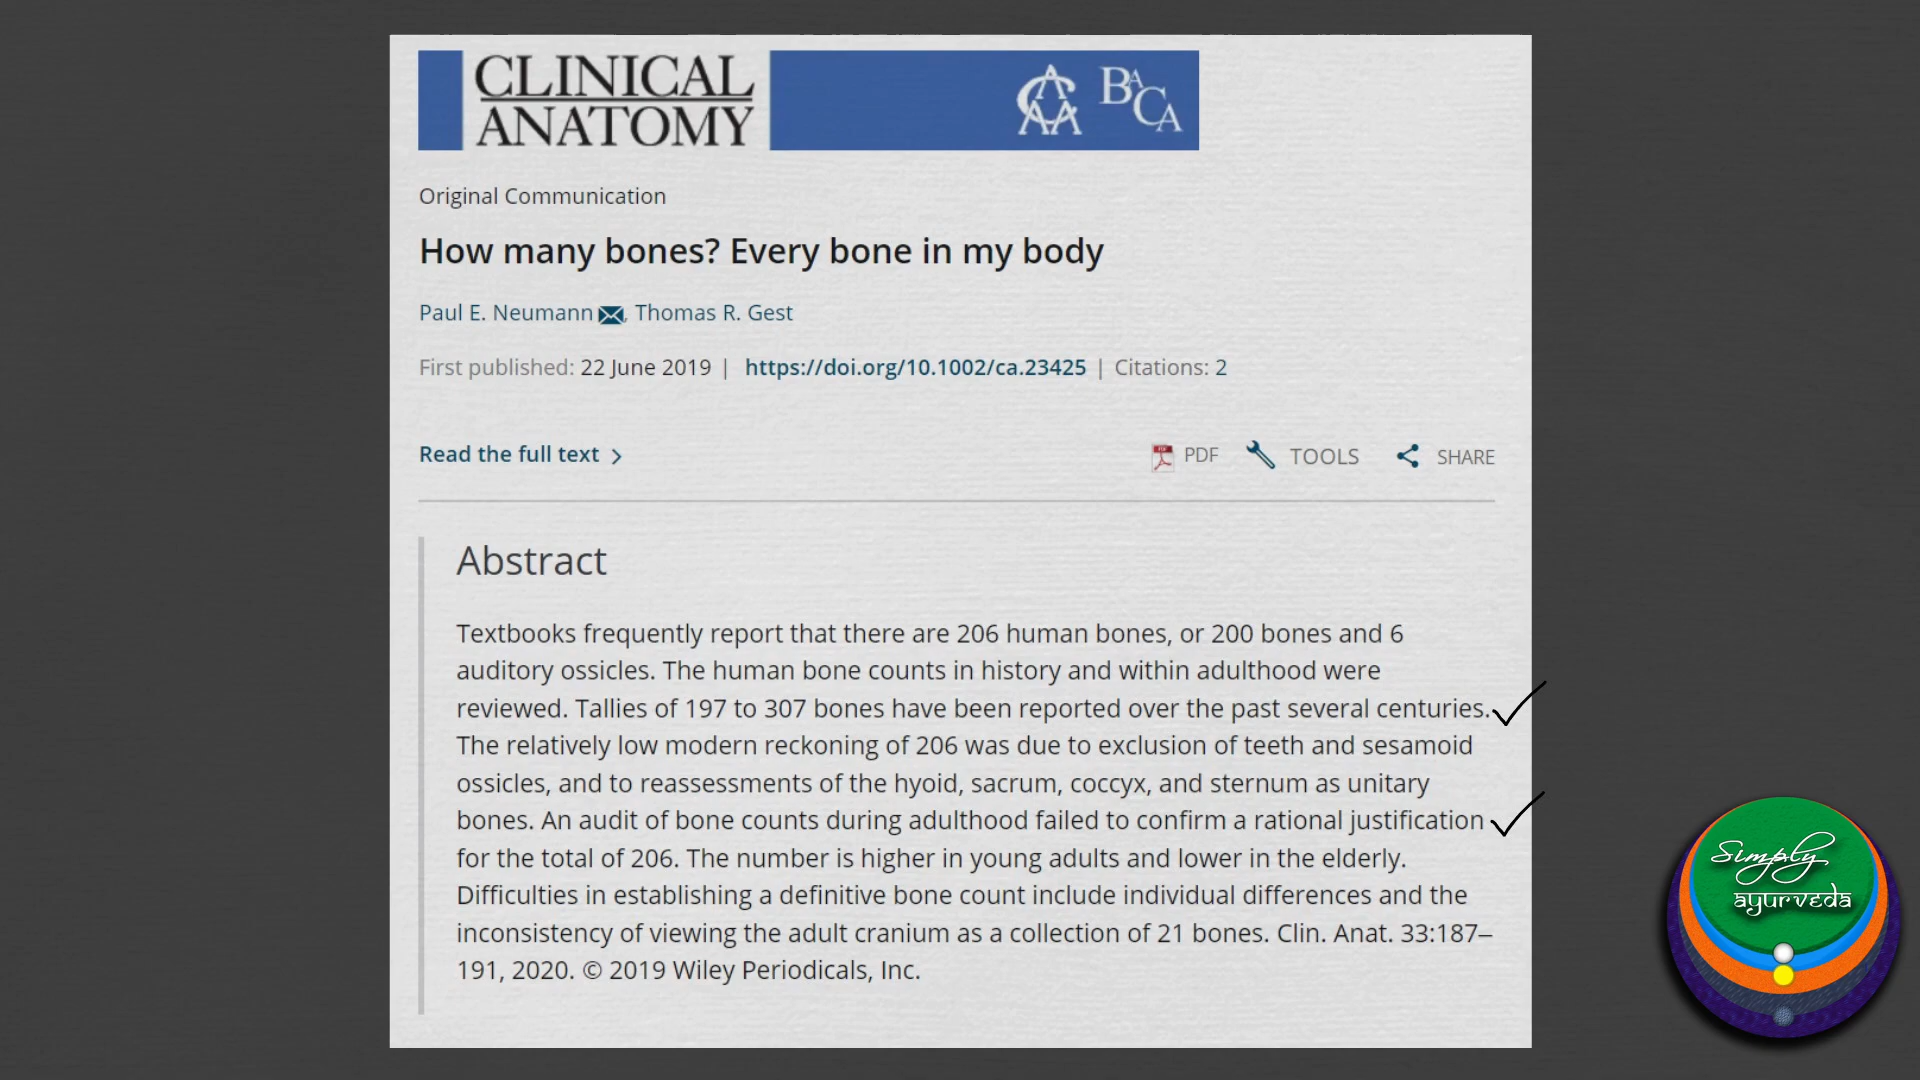 CLINICAL
ANATOMY
BACA
Original Communication
How many bones? Every bone in my body
Paul E. Neumann, Thomas R. Gest
First published: 22 June 2019 | https://doi.org/10.1002/ca.23425 | Citations: 2
Read the full text
PDF TOOLS SHARE
Abstract
Textbooks frequently report that there are 206 human bones, or 200 bones and 6
auditory ossicles. The human bone counts in history and within adulthood were
reviewed. Tallies of 197 to 307 bones have been reported over the past several centuries.
The relatively low modern reckoning of 206 was due to exclusion of teeth and sesamoid
ossicles, and to reassessments of the hyoid, sacrum, coccyx, and sternum as unitary
bones. An audit of bone counts during adulthood failed to confirm a rational justification
for the total of 206. The number is higher in young adults and lower in the elderly.
Difficulties in establishing a definitive bone count include individual differences and the
inconsistency of viewing the adult cranium as a collection of 21 bones. Clin. Anat. 33:187–
191, 2020. © 2019 Wiley Periodicals, Inc.
Simply
ayurveda